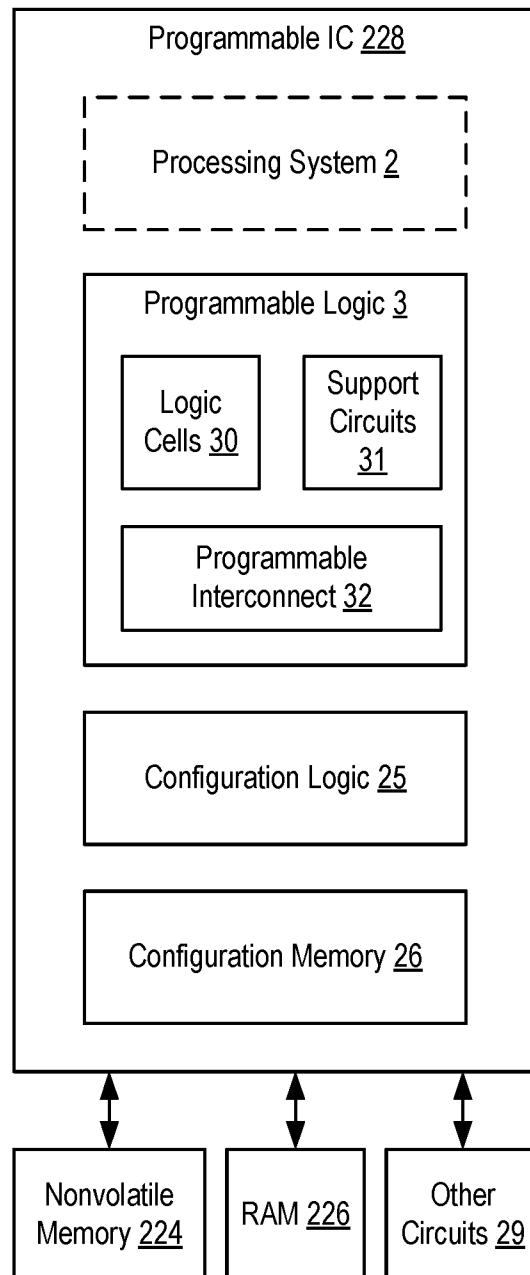 Programmable IC 228
Processing System 2
Programmable Logic 3
Logic
Cells 30
Support
Circuits
31
Programmable
Interconnect 32
Configuration Logic 25
Configuration Memory 26
Nonvolatile
Memory 224
RAM 226
Other
Circuits 29